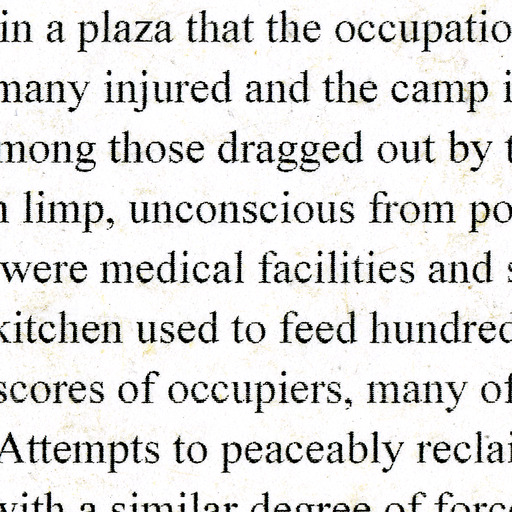 in a plaza that the occupatio
many injured and the camp i
mong those dragged out by t
limp, unconscious from po
were medical facilities and s
kitchen used to feed hundred
scores of occupiers, many of
Attempts to peaceably reclai
with a similar degree of force